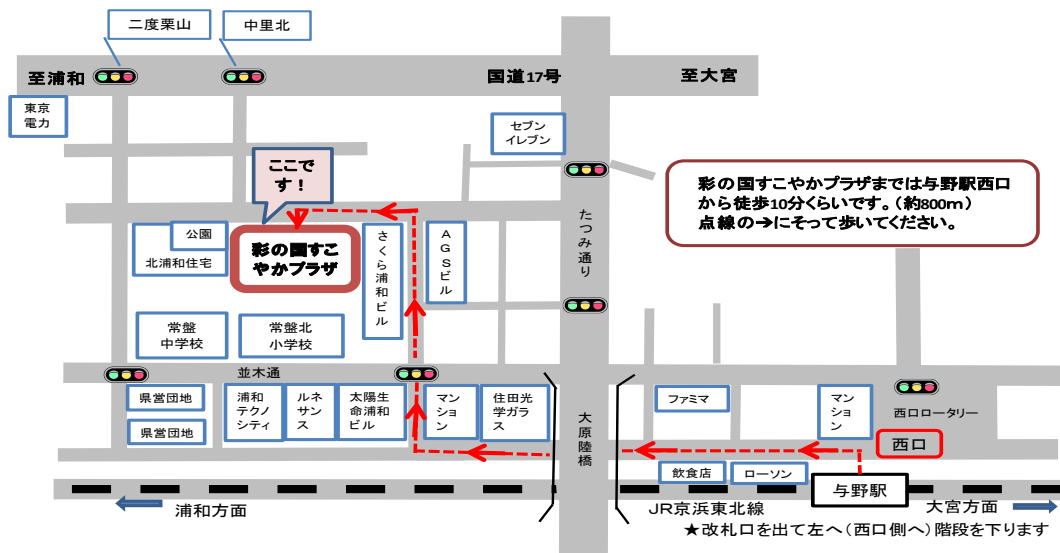 二度栗山
中里北
至浦和
国道17号
至大宮
東京
電力
セブン
イレブン
ここで
す！
彩の国すこやかプラザまでは与野駅西口
から徒歩10分くらいです。（約800ｍ）
点線の→にそって歩いてください。
たつみ通り
公園
北浦和住宅
彩の国すこ
やかプラザ
さくら浦和ビル
ＡＧＳビル
常盤
中学校
常盤北
小学校
並木通
県営団地
県営団地
浦和
テクノ
シティ
ルネ
サン
ス
太陽生
命浦和
ビル
マン
ション
住田光
学ガラ
ス
大原陸橋
ファミマ
マン
ション
西口ロータリー
西口
飲食店
ローソン
与野駅
浦和方面
JR京浜東北線
大宮方面
★改札口を出て左へ（西口側へ）階段を下ります